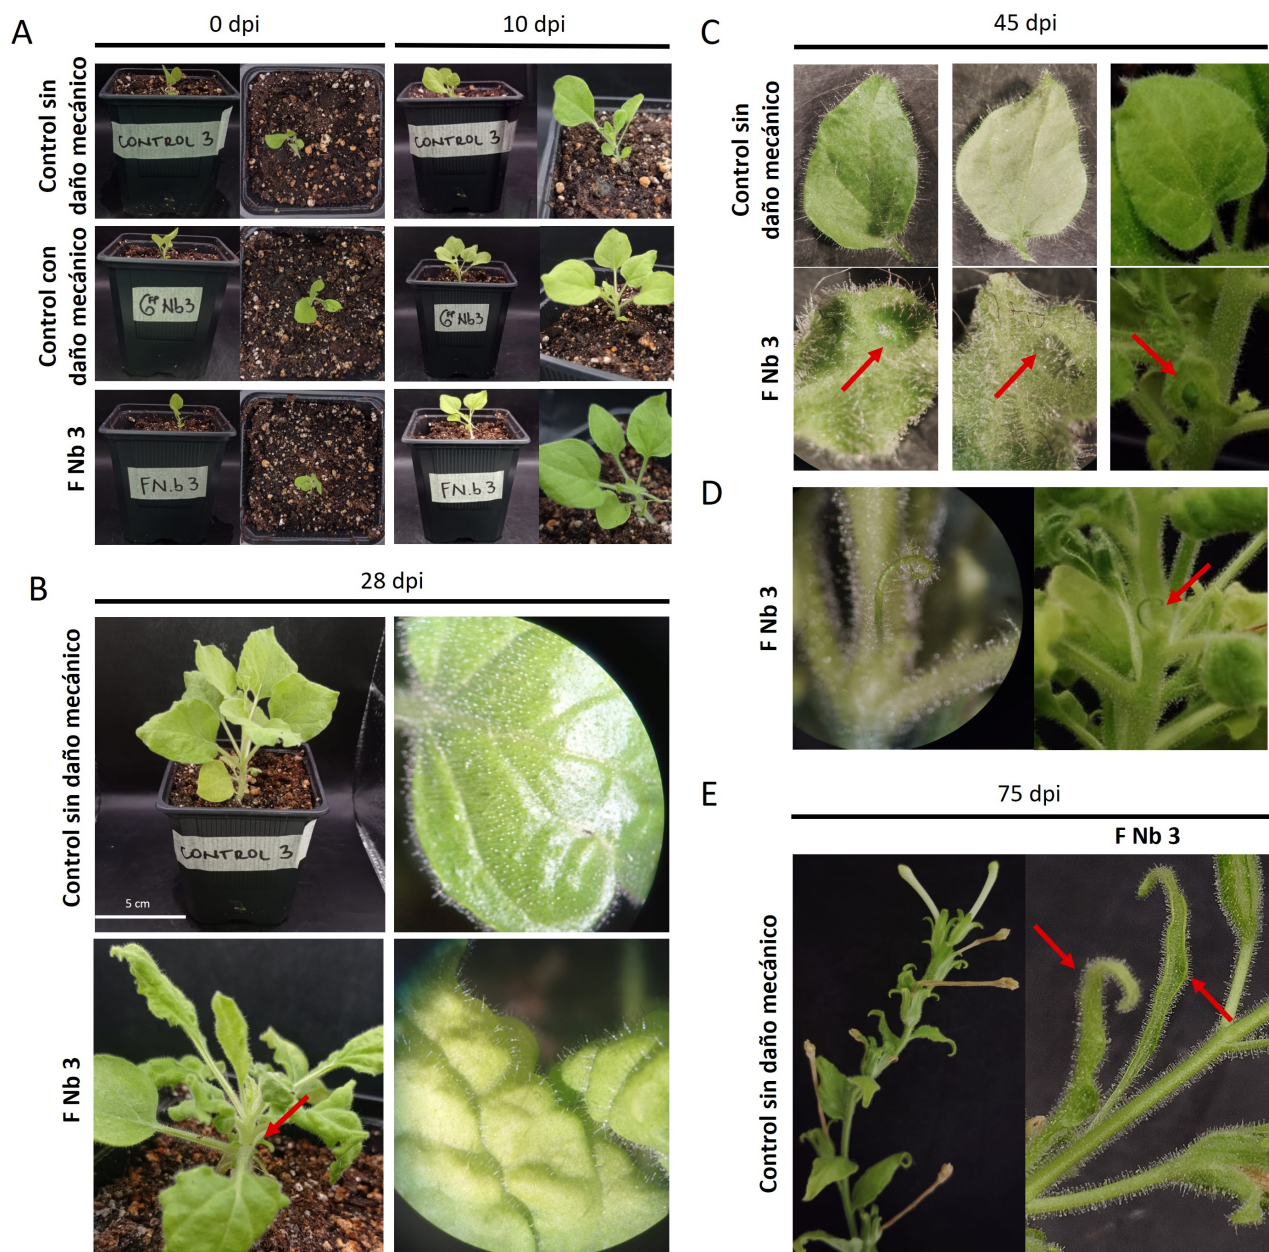 A
0 dpi
10 dpi
Control sin
daño mecánico
CONTROL 3
CONTROL 3
Control con
daño mecánico
Nb3
Nb3
F Nb 3
FN.b 3
FN.b 3
B
28 dpi
Control sin daño mecánico
CONTROL 3
5 cm
F Nb 3
C
45 dpi
Control sin
daño mecánico
F Nb 3
D
F Nb 3
E
75 dpi
F Nb 3
Control sin daño mecánico